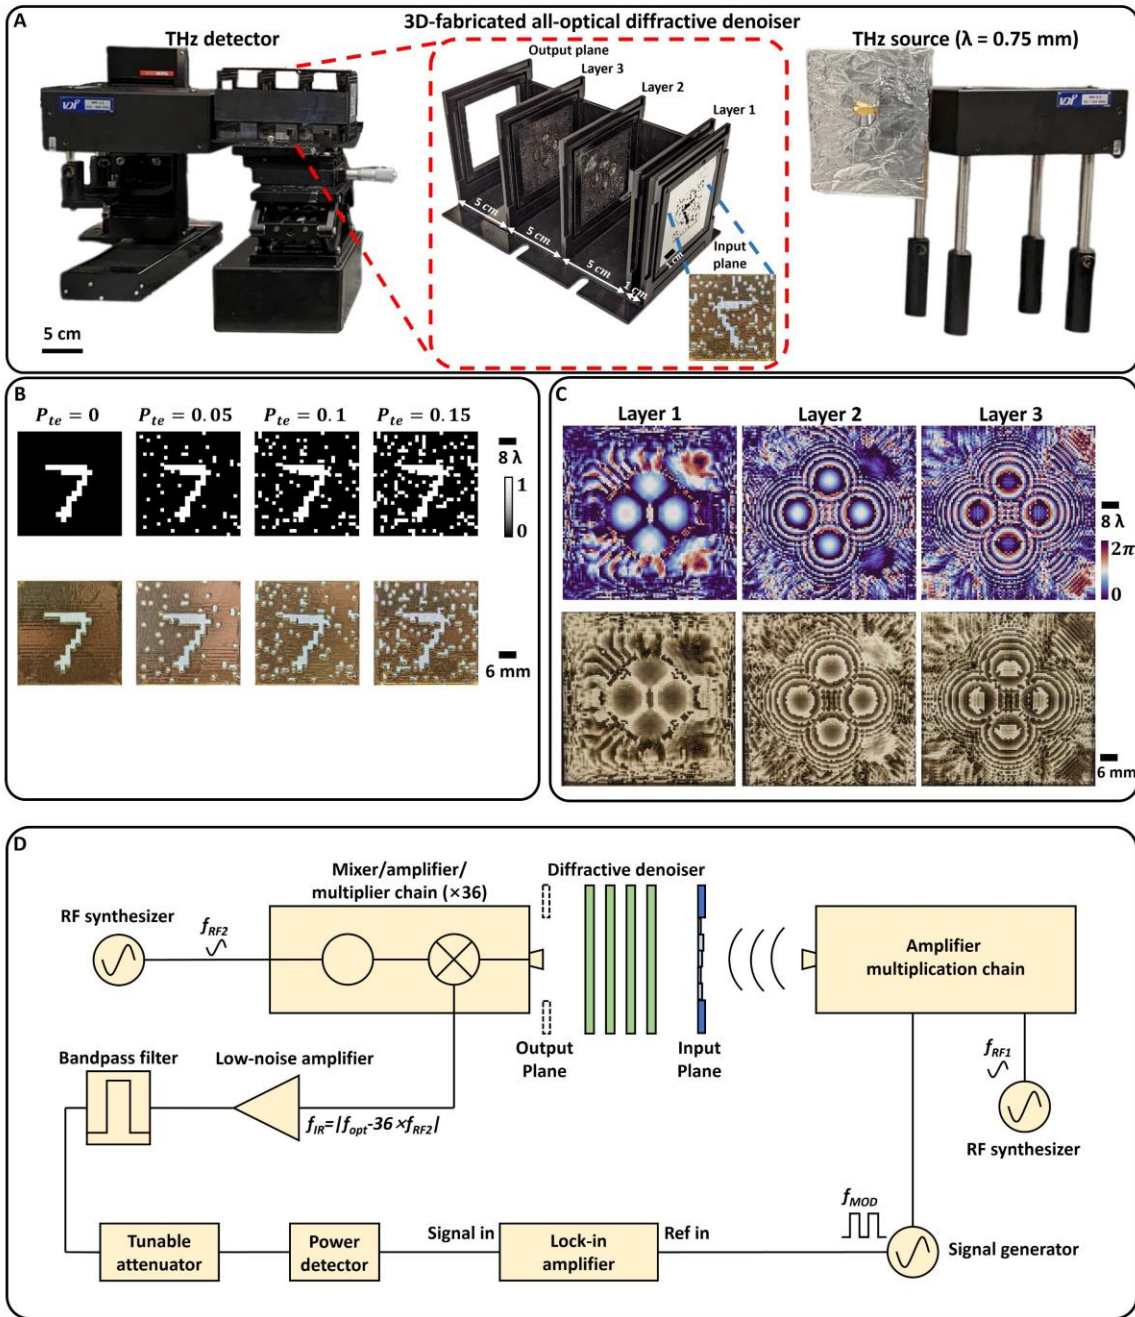 A
3D-fabricated all-optical diffractive denoiser
THz detector
THz source (λ = 0.75 mm)
Output plane
Layer 3
Layer 2
Layer 1
VDI
VDI
5 cm
5 cm
5 cm
1 cm
1 cm
Input
plane
5 cm
B
P_te = 0
P_te = 0.05
P_te = 0.1
P_te = 0.15
8 λ
1
0
6 mm
C
Layer 1
Layer 2
Layer 3
8 λ
2π
0
6 mm
D
Mixer/amplifier/
multiplier chain (×36)
Diffractive denoiser
RF synthesizer
f_RF2
Amplifier
multiplication chain
Output
Plane
Input
Plane
Bandpass filter
Low-noise amplifier
f_IR=|f_opt-36×f_RF2|
f_RF1
RF synthesizer
f_MOD
Tunable
attenuator
Power
detector
Signal in
Lock-in
amplifier
Ref in
Signal generator